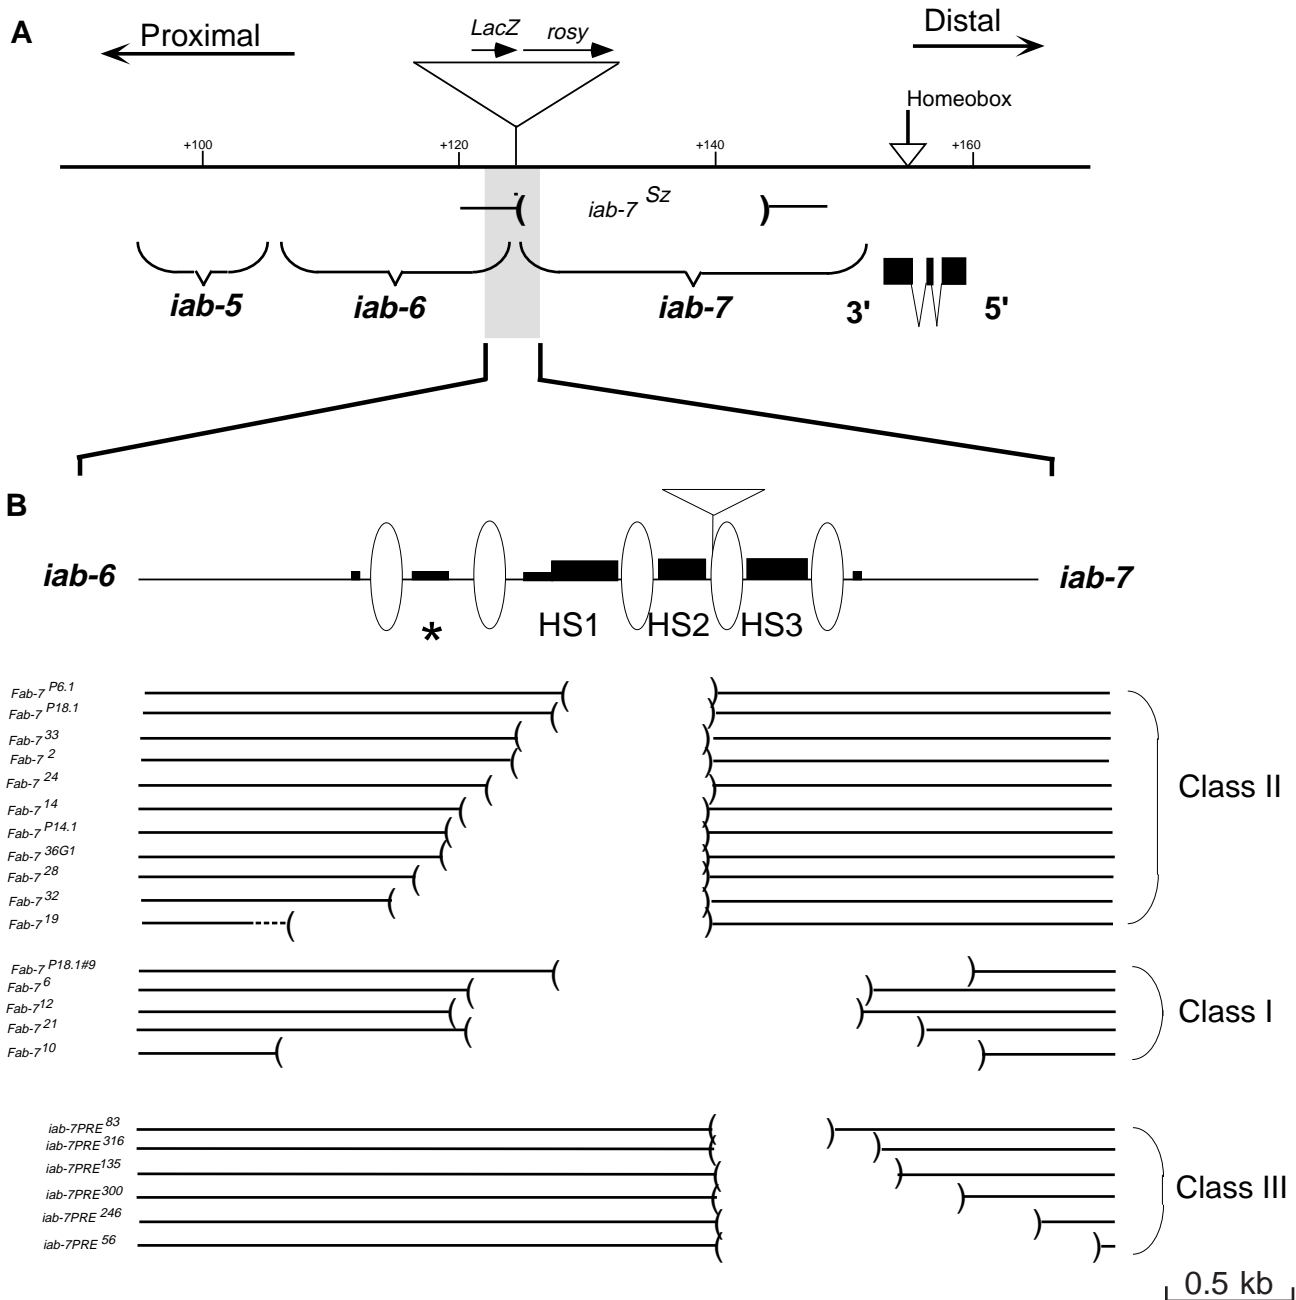 A
Proximal
LacZ
rosy
Distal
Homeobox
+100
+120
+140
+160
iab-7 Sz
iab-5
iab-6
iab-7
3'
5'
B
iab-6
iab-7
*
HS1
HS2
HS3
Fab-7 P6.1
Fab-7 P18.1
Fab-7 33
Fab-7 2
Fab-7 24
Fab-7 14
Fab-7 P14.1
Fab-7 36G1
Fab-7 28
Fab-7 32
Fab-7 19
Class II
Fab-7 P18.1#9
Fab-7 6
Fab-7 12
Fab-7 21
Fab-7 10
Class I
iab-7PRE 83
iab-7PRE 316
iab-7PRE 135
iab-7PRE 300
iab-7PRE 246
iab-7PRE 56
Class III
0.5 kb